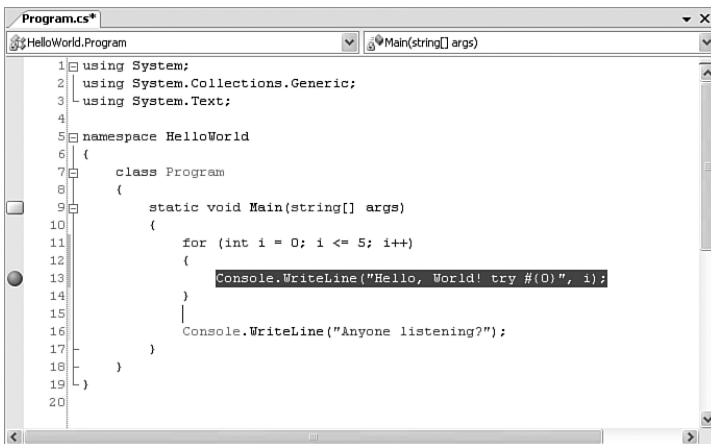 Program.cs*
HelloWorld.Program Main(string[] args)
1 using System;
2 using System.Collections.Generic;
3 using System.Text;
4
5 namespace HelloWorld
6 {
7 class Program
8 {
9 static void Main(string[] args)
10 {
11 for (int i = 0; i <= 5; i++)
12 {
13 Console.WriteLine("Hello, World! try #{0}", i);
14 }
15
16 Console.WriteLine("Anyone listening?");
17 }
18 }
19 }
20